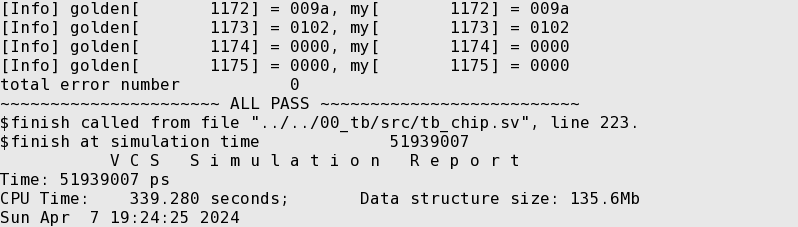 [Info] golden[       1172] = 009a, my[       1172] = 009a
[Info] golden[       1173] = 0102, my[       1173] = 0102
[Info] golden[       1174] = 0000, my[       1174] = 0000
[Info] golden[       1175] = 0000, my[       1175] = 0000
total error number           0
~~~~~~~~~~~~~~~~~~~~~~ ALL PASS ~~~~~~~~~~~~~~~~~~~~~~~~~~
$finish called from file "../../00_tb/src/tb_chip.sv", line 223.
$finish at simulation time             51939007
           V C S   S i m u l a t i o n   R e p o r t
Time: 51939007 ps
CPU Time:    339.280 seconds;       Data structure size: 135.6Mb
Sun Apr  7 19:24:25 2024